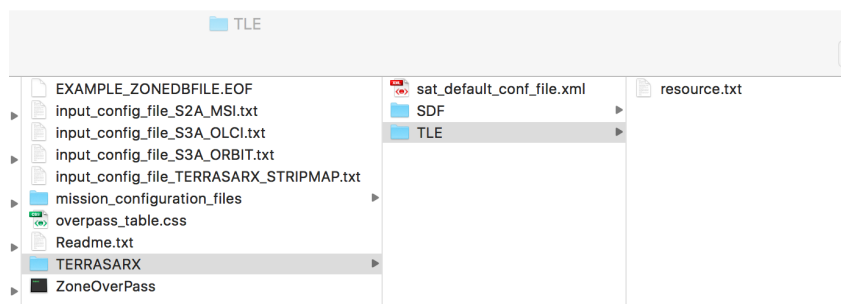 TLE
EXAMPLE_ZONEDBFILE.EOF
input_config_file_S2A_MSI.txt
input_config_file_S3A_OLCI.txt
input_config_file_S3A_ORBIT.txt
input_config_file_TERRASARX_STRIPMAP.txt
mission_configuration_files
overpass_table.css
Readme.txt
TERRASARX
ZoneOverPass
sat_default_conf_file.xml
SDF
TLE
resource.txt